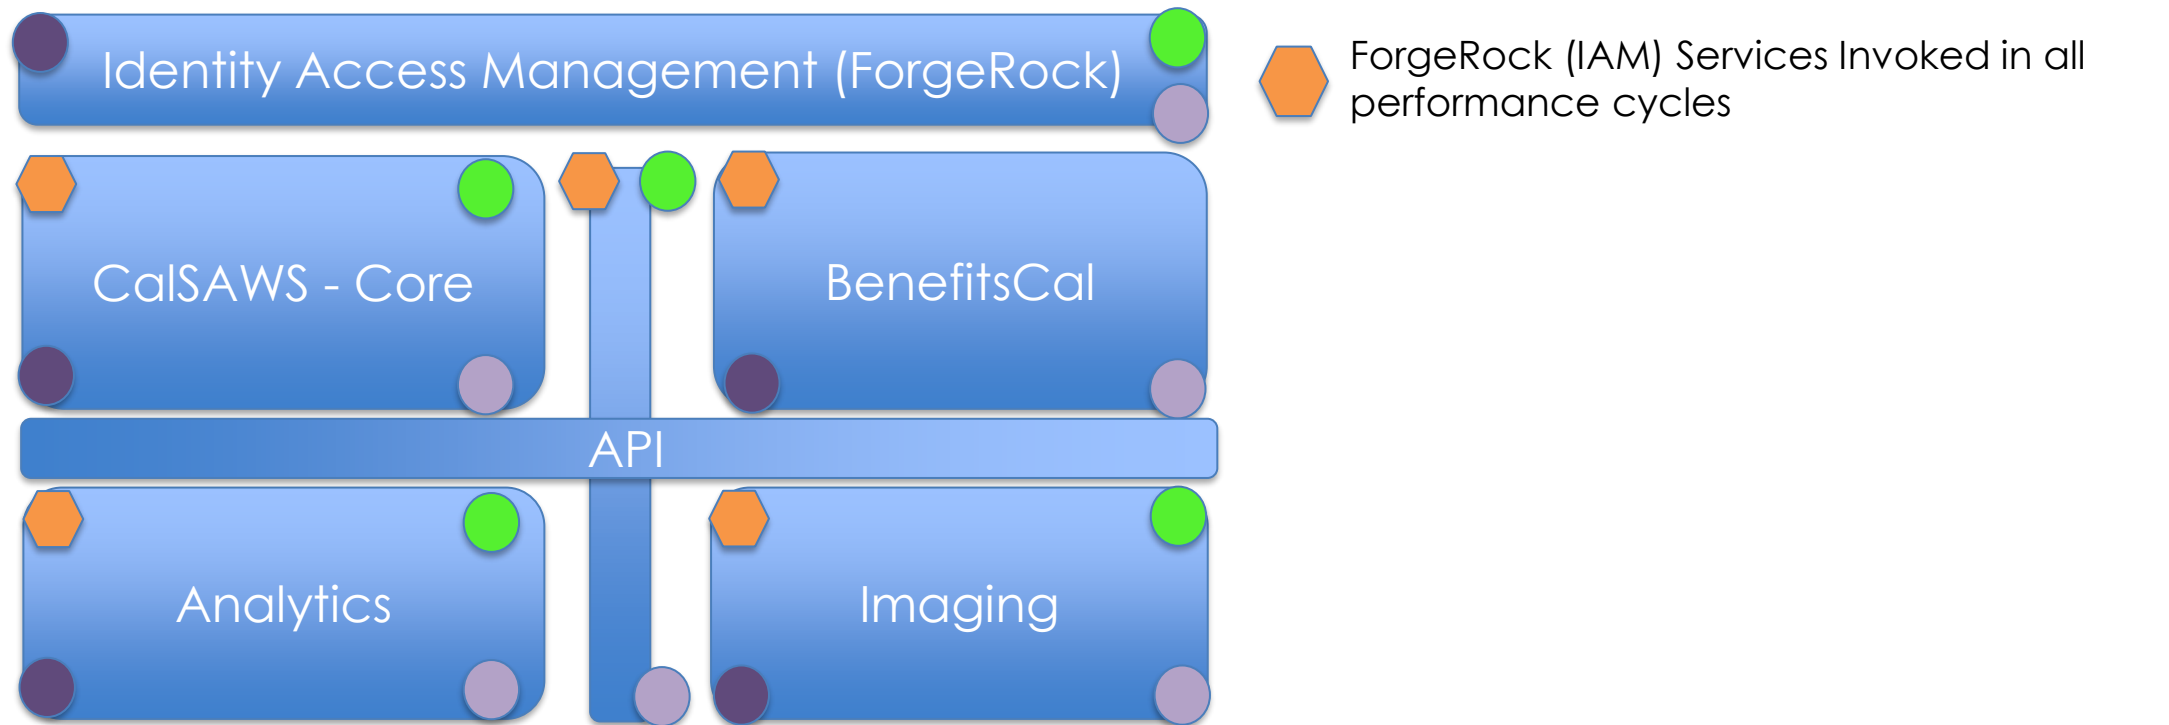 Identity Access Management (ForgeRock)
ForgeRock (IAM) Services Invoked in all
performance cycles
CalSAWS - Core
BenefitsCal
API
Analytics
Imaging